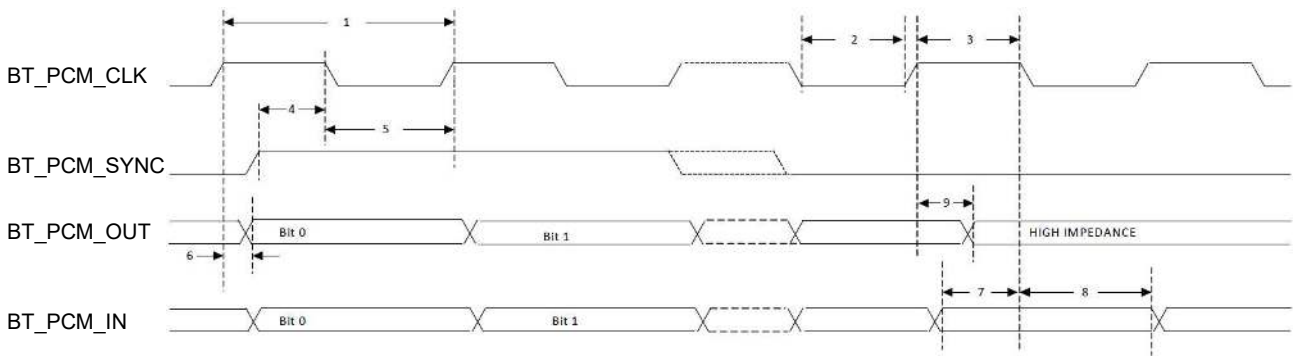 1
2
3
BT_PCM_CLK
4
5
BT_PCM_SYNC
9
BT_PCM_OUT
Bit 0
Bit 1
HIGH IMPEDANCE
6
7
8
BT_PCM_IN
Bit 0
Bit 1